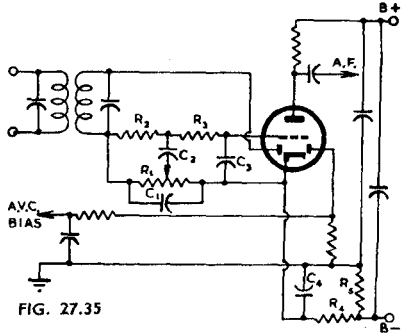 B+
A.F.
R2
R3
C2
C3
R1
C1
A.V.C.
BIAS
C4
R5
R4
B-
FIG. 27.35